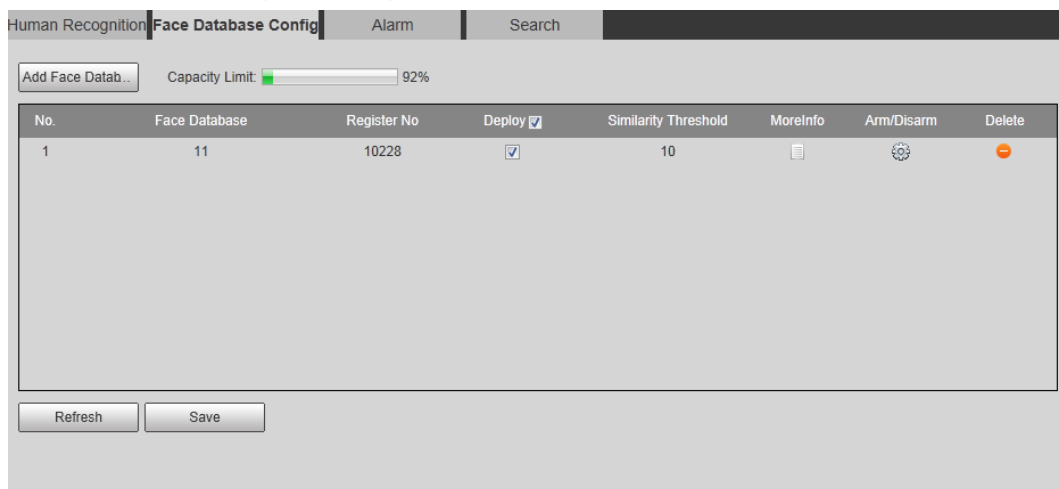 Human Recognition Face Database Config Alarm Search
Add Face Datab... Capacity Limit: 92%
No. Face Database Register No Deploy Similarity Threshold MoreInfo Arm/Disarm Delete
1 11 10228 10
Refresh Save